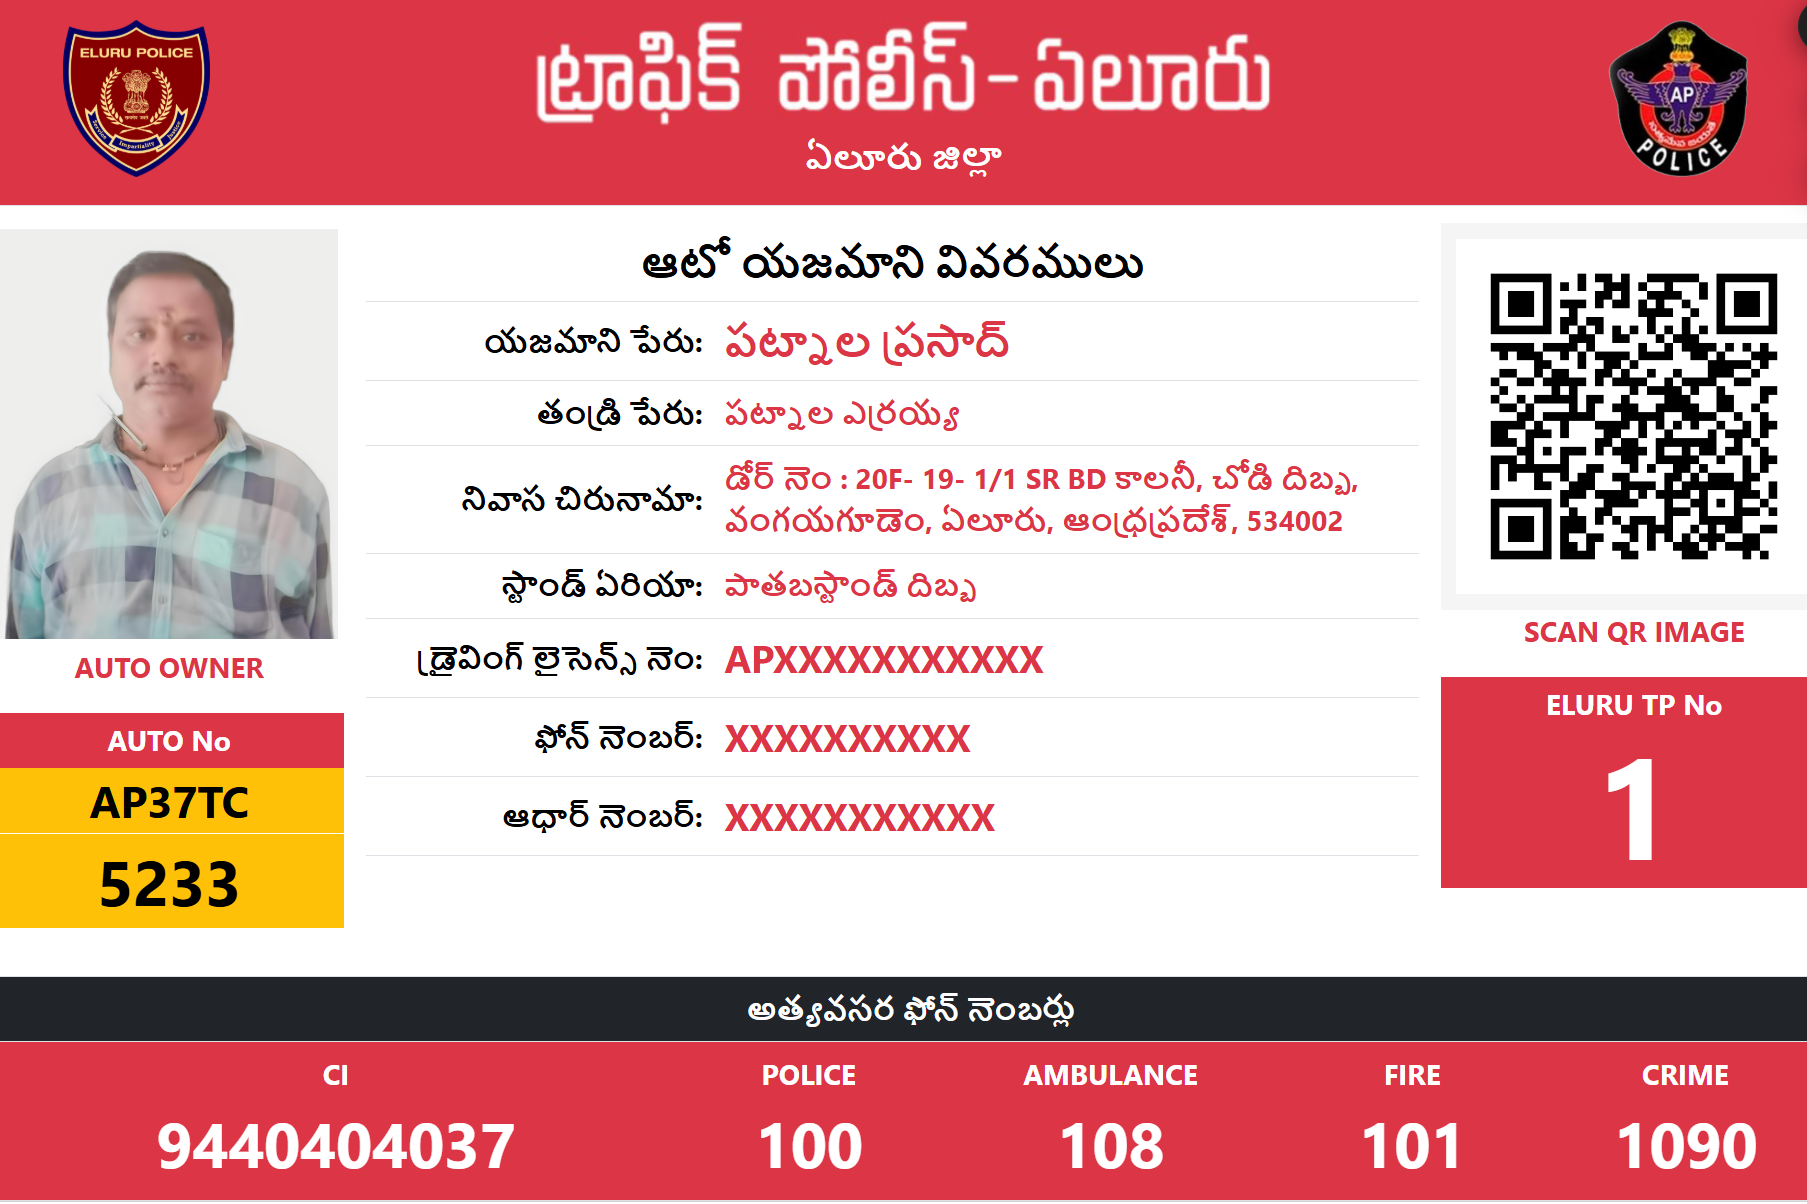 ELURU POLICE
Service
Impartiality
Justice
ట్రాఫిక్ పోలీస్ - ఏలూరు
ఏలూరు జిల్లా
AP
POLICE
ఆటో యజమాని వివరములు
యజమాని పేరు: పట్నాల ప్రసాద్
తండ్రి పేరు: పట్నాల ఎర్రయ్య
నివాస చిరునామా: డోర్ నెం : 20F- 19- 1/1 SR BD కాలనీ, చోడి దిబ్బ,
వంగయగూడెం, ఏలూరు, ఆంధ్రప్రదేశ్, 534002
స్టాండ్ ఏరియా: పాతబస్టాండ్ దిబ్బ
డ్రైవింగ్ లైసెన్స్ నెం: APXXXXXXXXXXX
ఫోన్ నెంబర్: XXXXXXXXXX
ఆధార్ నెంబర్: XXXXXXXXXXX
AUTO OWNER
AUTO No
AP37TC
5233
SCAN QR IMAGE
ELURU TP No
1
అత్యవసర ఫోన్ నెంబర్లు
CI POLICE AMBULANCE FIRE CRIME
9440404037 100 108 101 1090